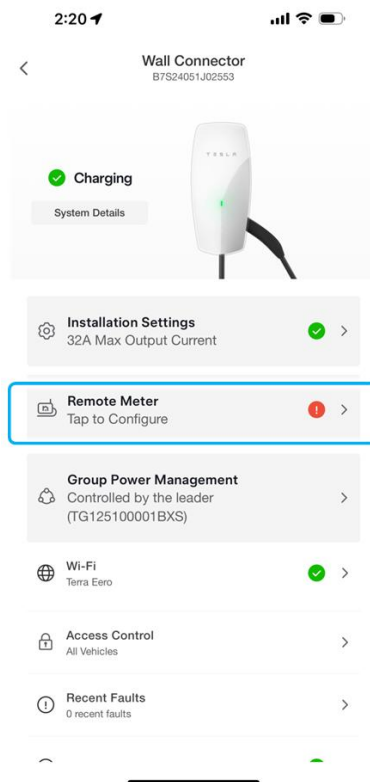 2:20
Wall Connector
B7S24051J02553
TESLA
Charging
System Details
Installation Settings
32A Max Output Current
Remote Meter
Tap to Configure
Group Power Management
Controlled by the leader
(TG125100001BXS)
Wi-Fi
Terra Eero
Access Control
All Vehicles
Recent Faults
0 recent faults